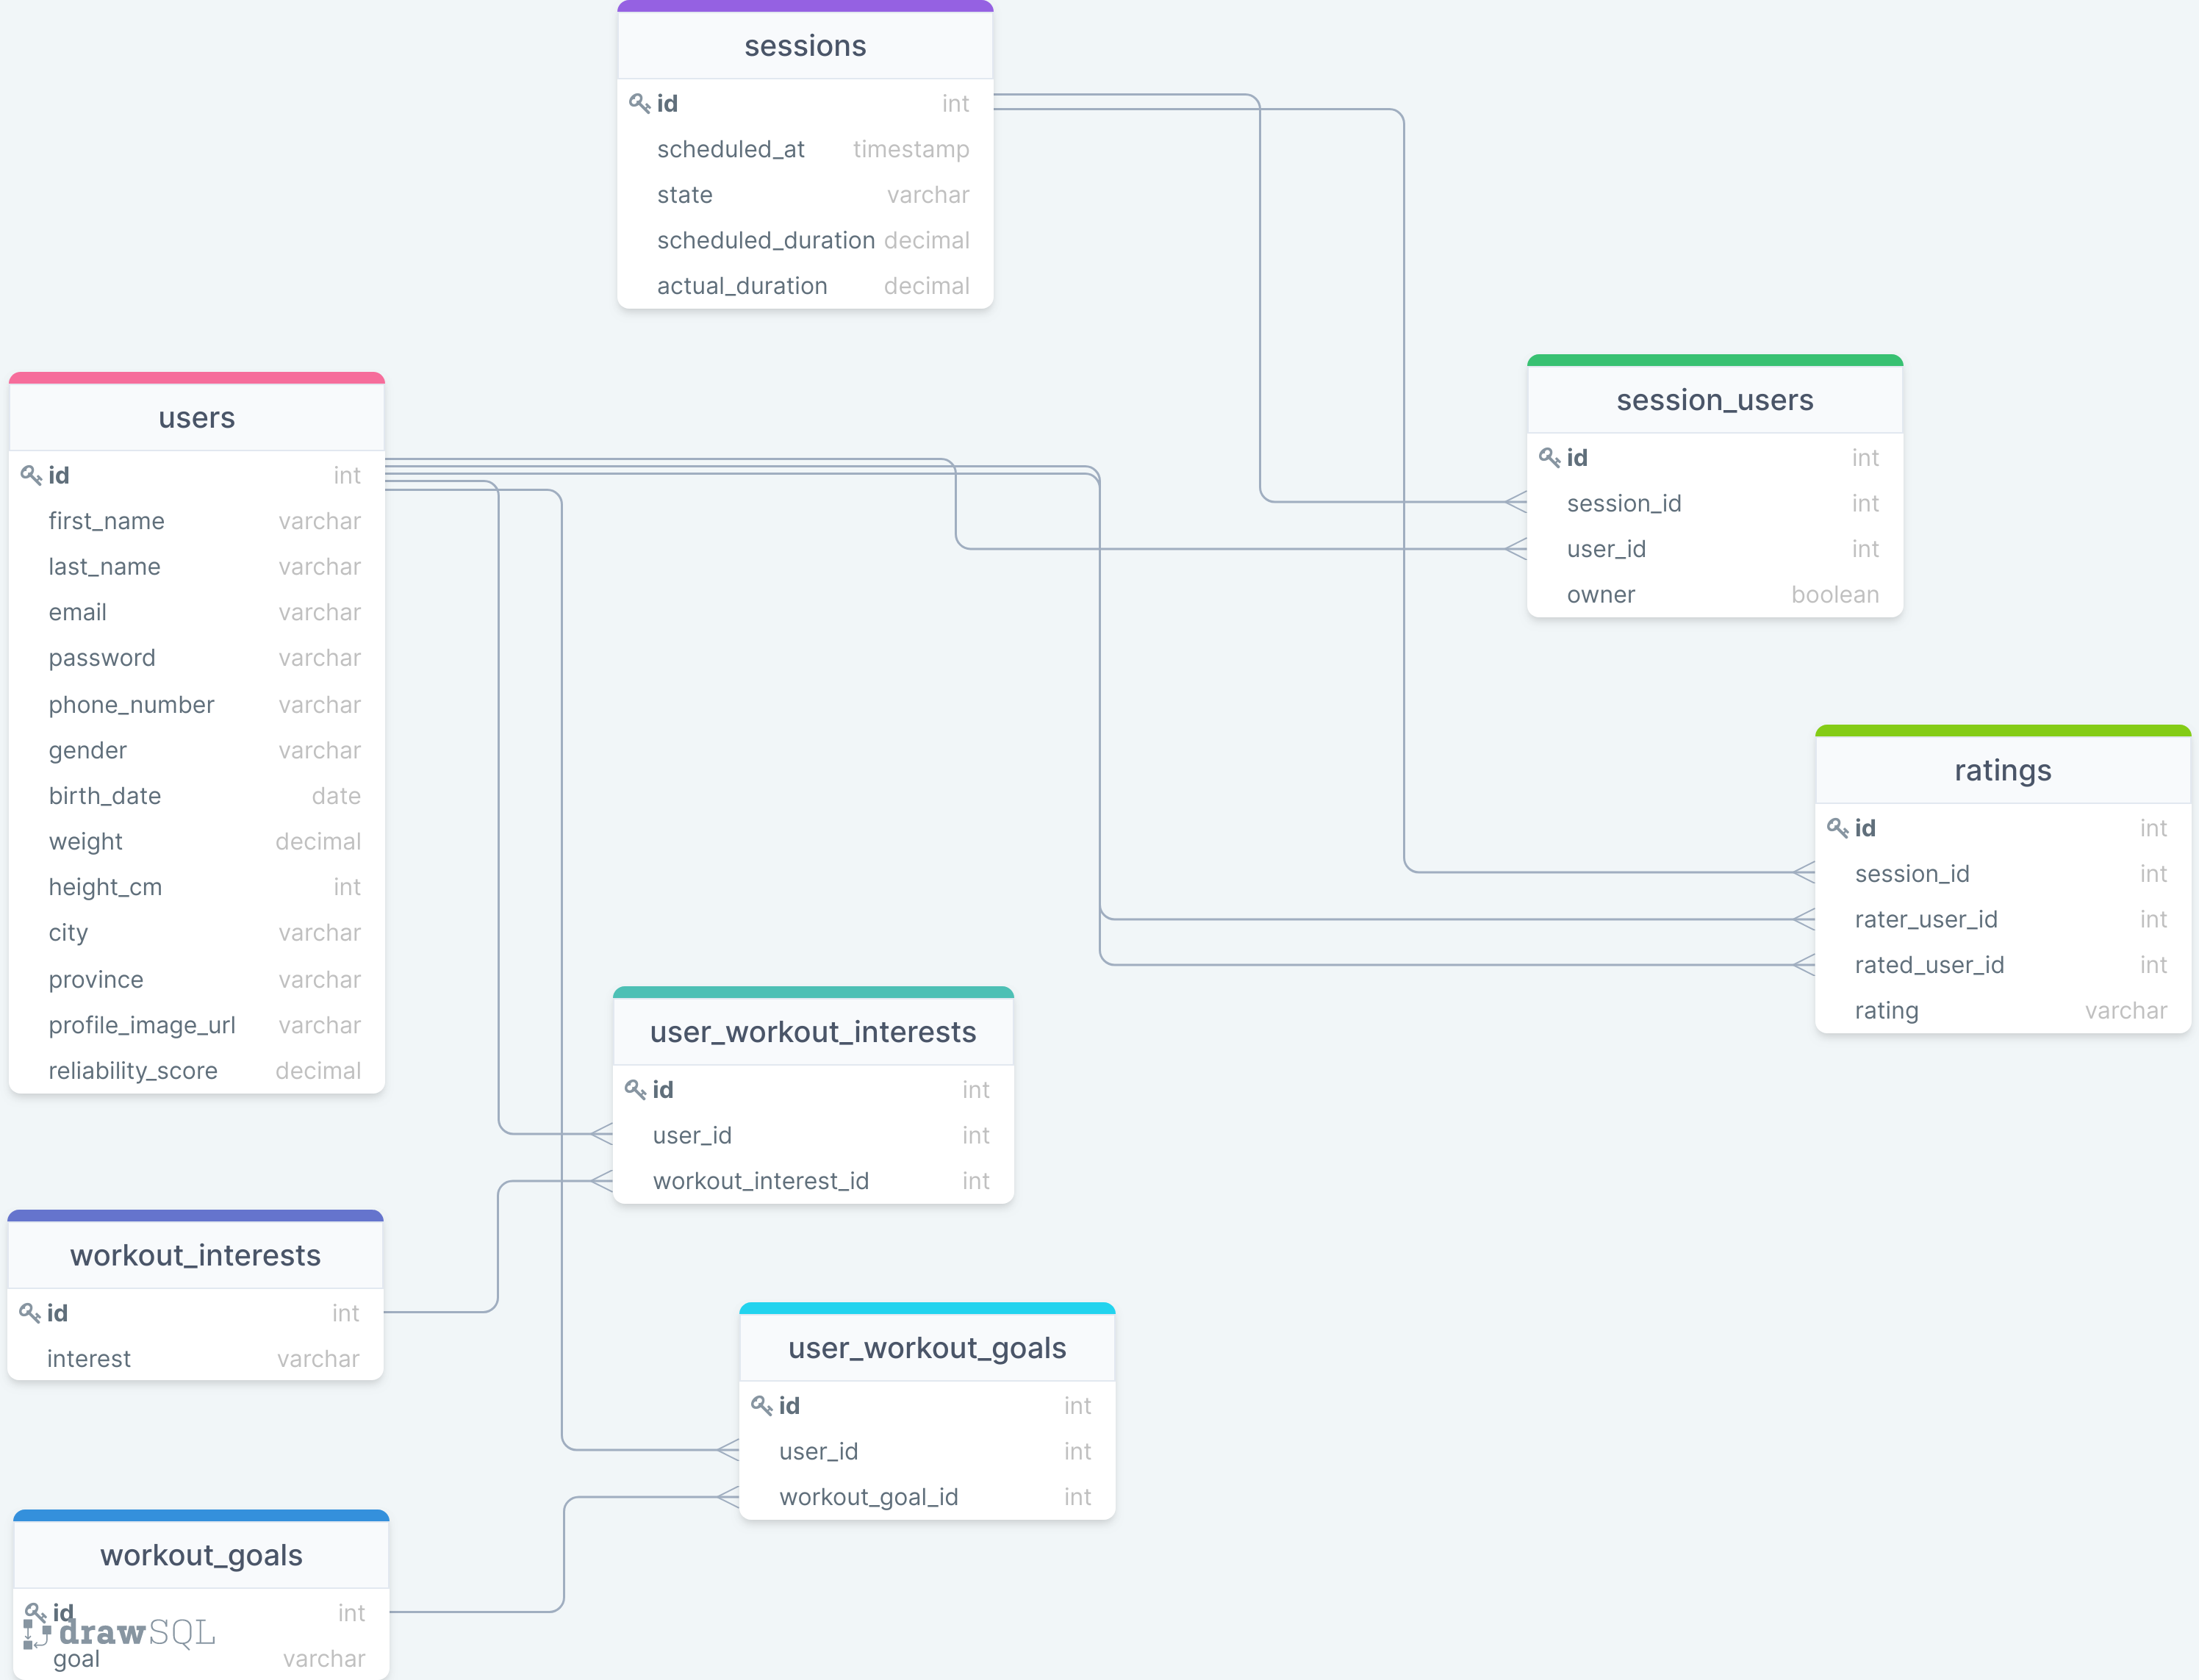 sessions
id int
scheduled_at timestamp
state varchar
scheduled_duration decimal
actual_duration decimal
users
id int
first_name varchar
last_name varchar
email varchar
password varchar
phone_number varchar
gender varchar
birth_date date
weight decimal
height_cm int
city varchar
province varchar
profile_image_url varchar
reliability_score decimal
session_users
id int
session_id int
user_id int
owner boolean
ratings
id int
session_id int
rater_user_id int
rated_user_id int
rating varchar
user_workout_interests
id int
user_id int
workout_interest_id int
workout_interests
id int
interest varchar
user_workout_goals
id int
user_id int
workout_goal_id int
workout_goals
id int
drawSQL
goal varchar